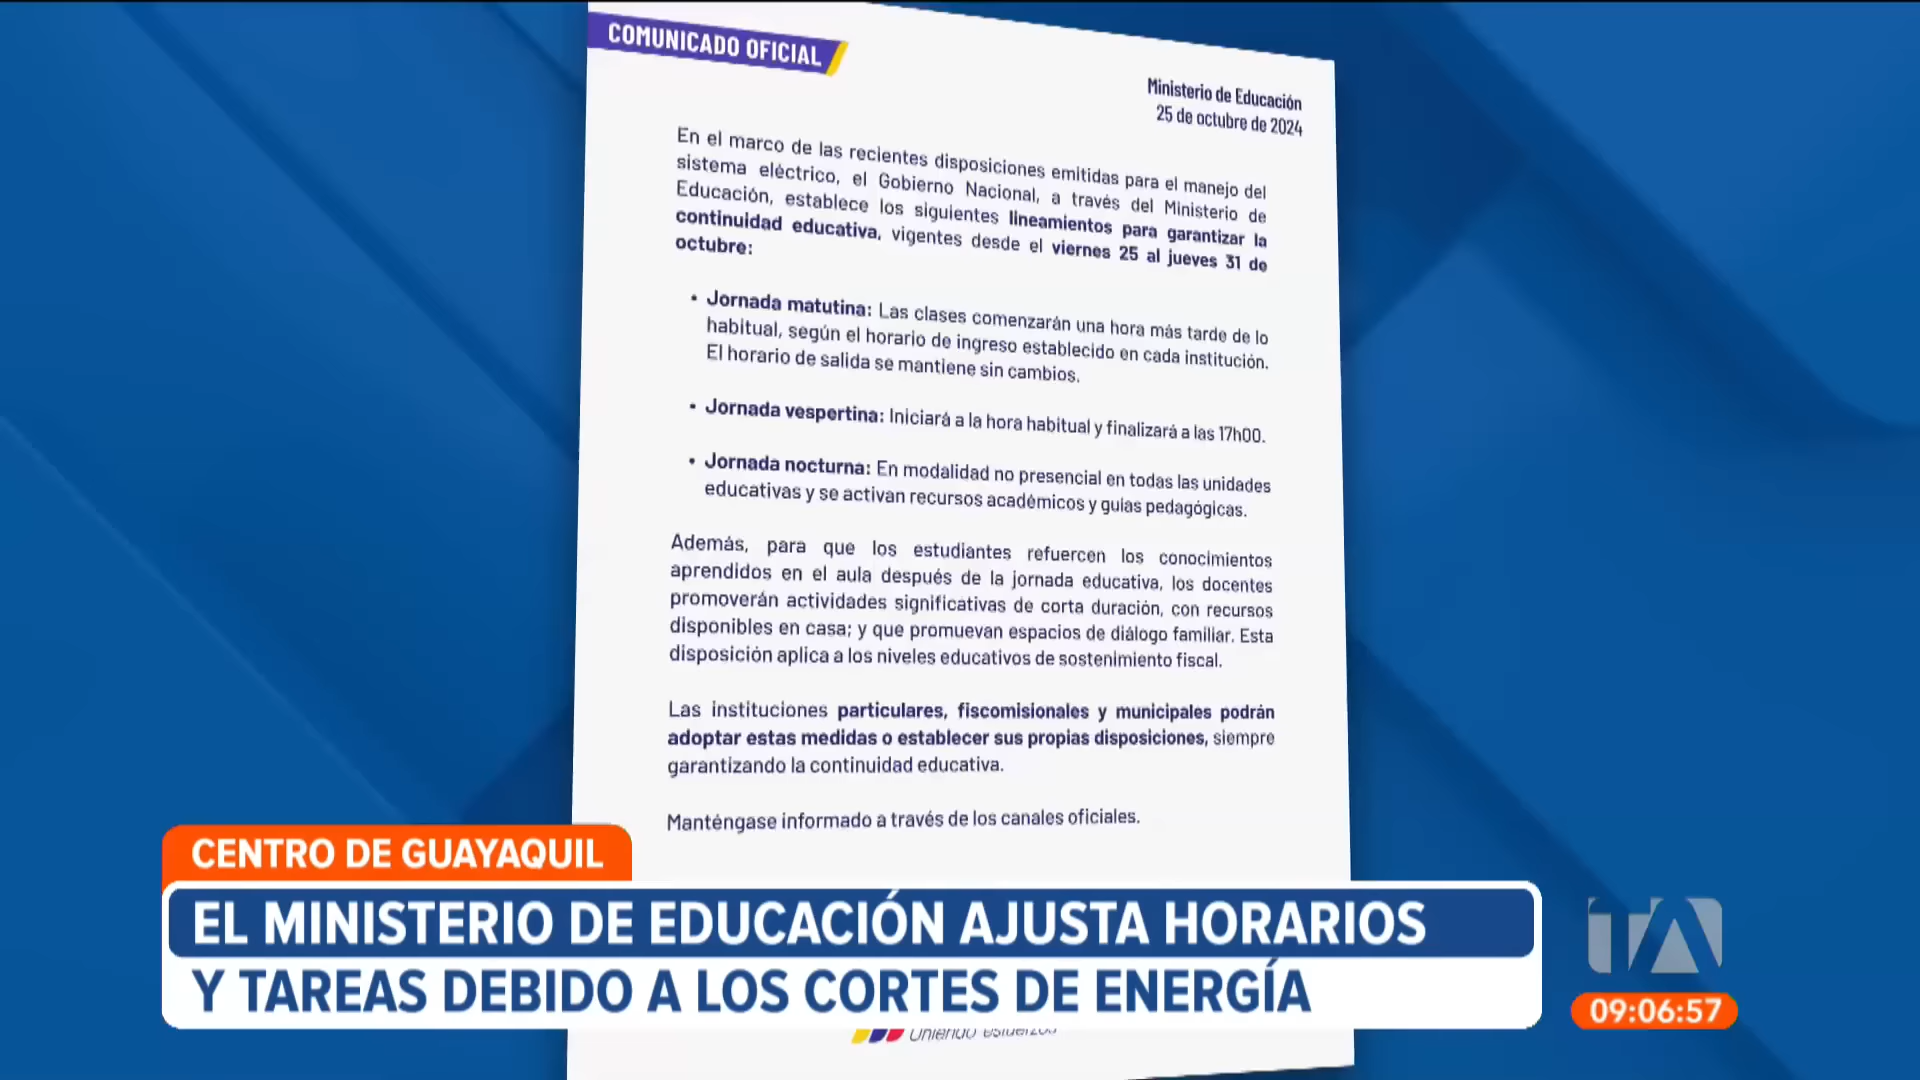 COMUNICADO OFICIAL
Ministerio de Educación
25 de octubre de 2024
En el marco de las recientes disposiciones emitidas para el manejo del
sistema eléctrico, el Gobierno Nacional, a través del Ministerio de
Educación, establece los siguientes lineamientos para garantizar la
continuidad educativa, vigentes desde el viernes 25 al jueves 31 de
octubre:
• Jornada matutina: Las clases comenzarán una hora más tarde de lo
habitual, según el horario de ingreso establecido en cada institución.
El horario de salida se mantiene sin cambios.
• Jornada vespertina: Iniciará a la hora habitual y finalizará a las 17h00.
• Jornada nocturna: En modalidad no presencial en todas las unidades
educativas y se activan recursos académicos y guías pedagógicas.
Además, para que los estudiantes refuercen los conocimientos
aprendidos en el aula después de la jornada educativa, los docentes
promoverán actividades significativas de corta duración, con recursos
disponibles en casa; y que promuevan espacios de diálogo familiar. Esta
disposición aplica a los niveles educativos de sostenimiento fiscal.
Las instituciones particulares, fiscomisionales y municipales podrán
adoptar estas medidas o establecer sus propias disposiciones, siempre
garantizando la continuidad educativa.
Manténgase informado a través de los canales oficiales.
CENTRO DE GUAYAQUIL
EL MINISTERIO DE EDUCACIÓN AJUSTA HORARIOS
Y TAREAS DEBIDO A LOS CORTES DE ENERGÍA
TA
09:06:57